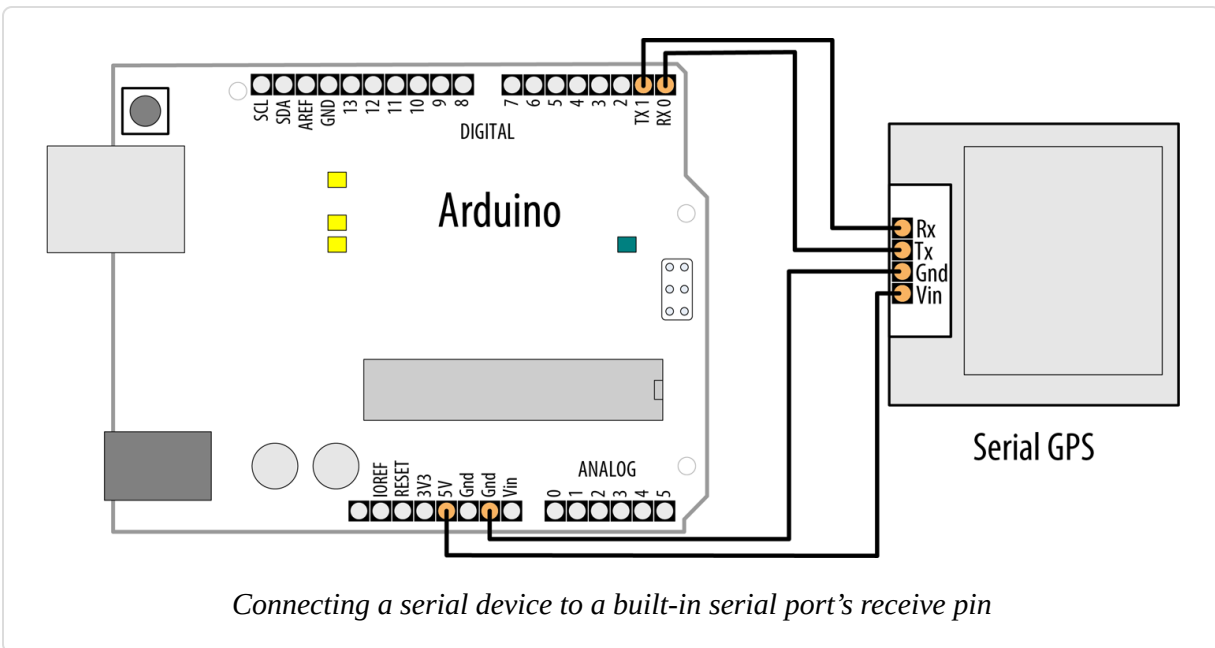 SCL SDA AREF GND 13 12 11 10 9 8 7 6 5 4 3 2 TX 1 RX 0
DIGITAL
Arduino
Rx
Tx
Gnd
Vin
Serial GPS
ANALOG
IOREF RESET 3V3 5V Gnd Gnd Vin 0 1 2 3 4 5
Connecting a serial device to a built-in serial port’s receive pin